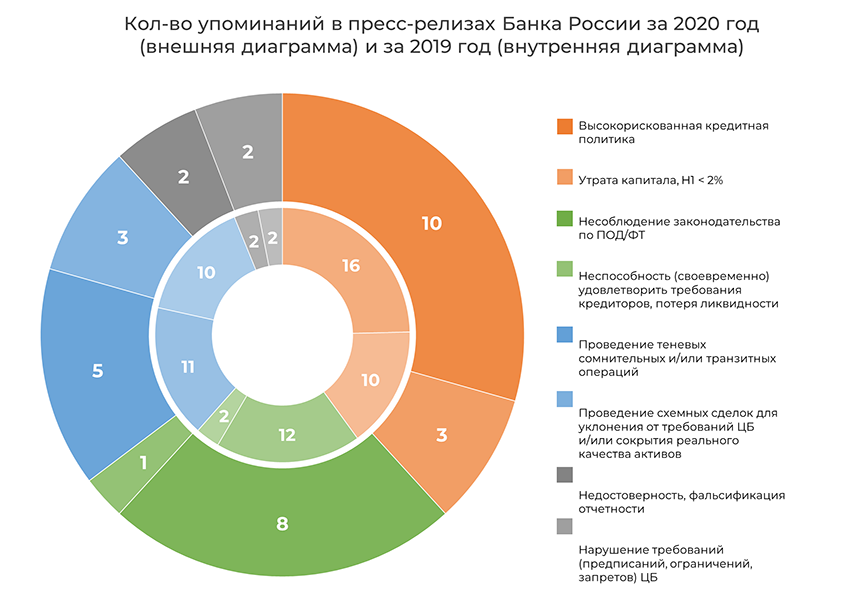 Кол-во упоминаний в пресс-релизах Банка России за 2020 год
(внешняя диаграмма) и за 2019 год (внутренняя диаграмма)
10
3
8
1
5
3
2
2
16
10
12
2
11
10
2
2
Высокорискованная кредитная
политика
Утрата капитала, Н1 < 2%
Несоблюдение законодательства
по ПОД/ФТ
Неспособность (своевременно)
удовлетворить требования
кредиторов, потеря ликвидности
Проведение теневых
сомнительных и/или транзитных
операций
Проведение схемных сделок для
уклонения от требований ЦБ
и/или сокрытия реального
качества активов
Недостоверность, фальсификация
отчетности
Нарушение требований
(предписаний, ограничений,
запретов) ЦБ